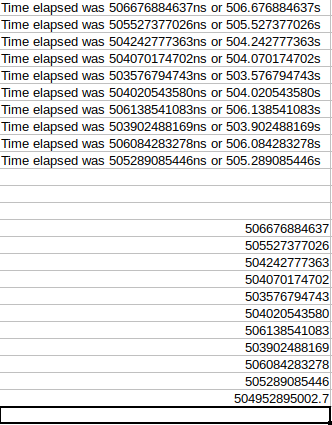 Time elapsed was 506676884637ns or 506.676884637s
Time elapsed was 505527377026ns or 505.527377026s
Time elapsed was 504242777363ns or 504.242777363s
Time elapsed was 504070174702ns or 504.070174702s
Time elapsed was 503576794743ns or 503.576794743s
Time elapsed was 504020543580ns or 504.020543580s
Time elapsed was 506138541083ns or 506.138541083s
Time elapsed was 503902488169ns or 503.902488169s
Time elapsed was 506084283278ns or 506.084283278s
Time elapsed was 505289085446ns or 505.289085446s
506676884637
505527377026
504242777363
504070174702
503576794743
504020543580
506138541083
503902488169
506084283278
505289085446
504952895002.7